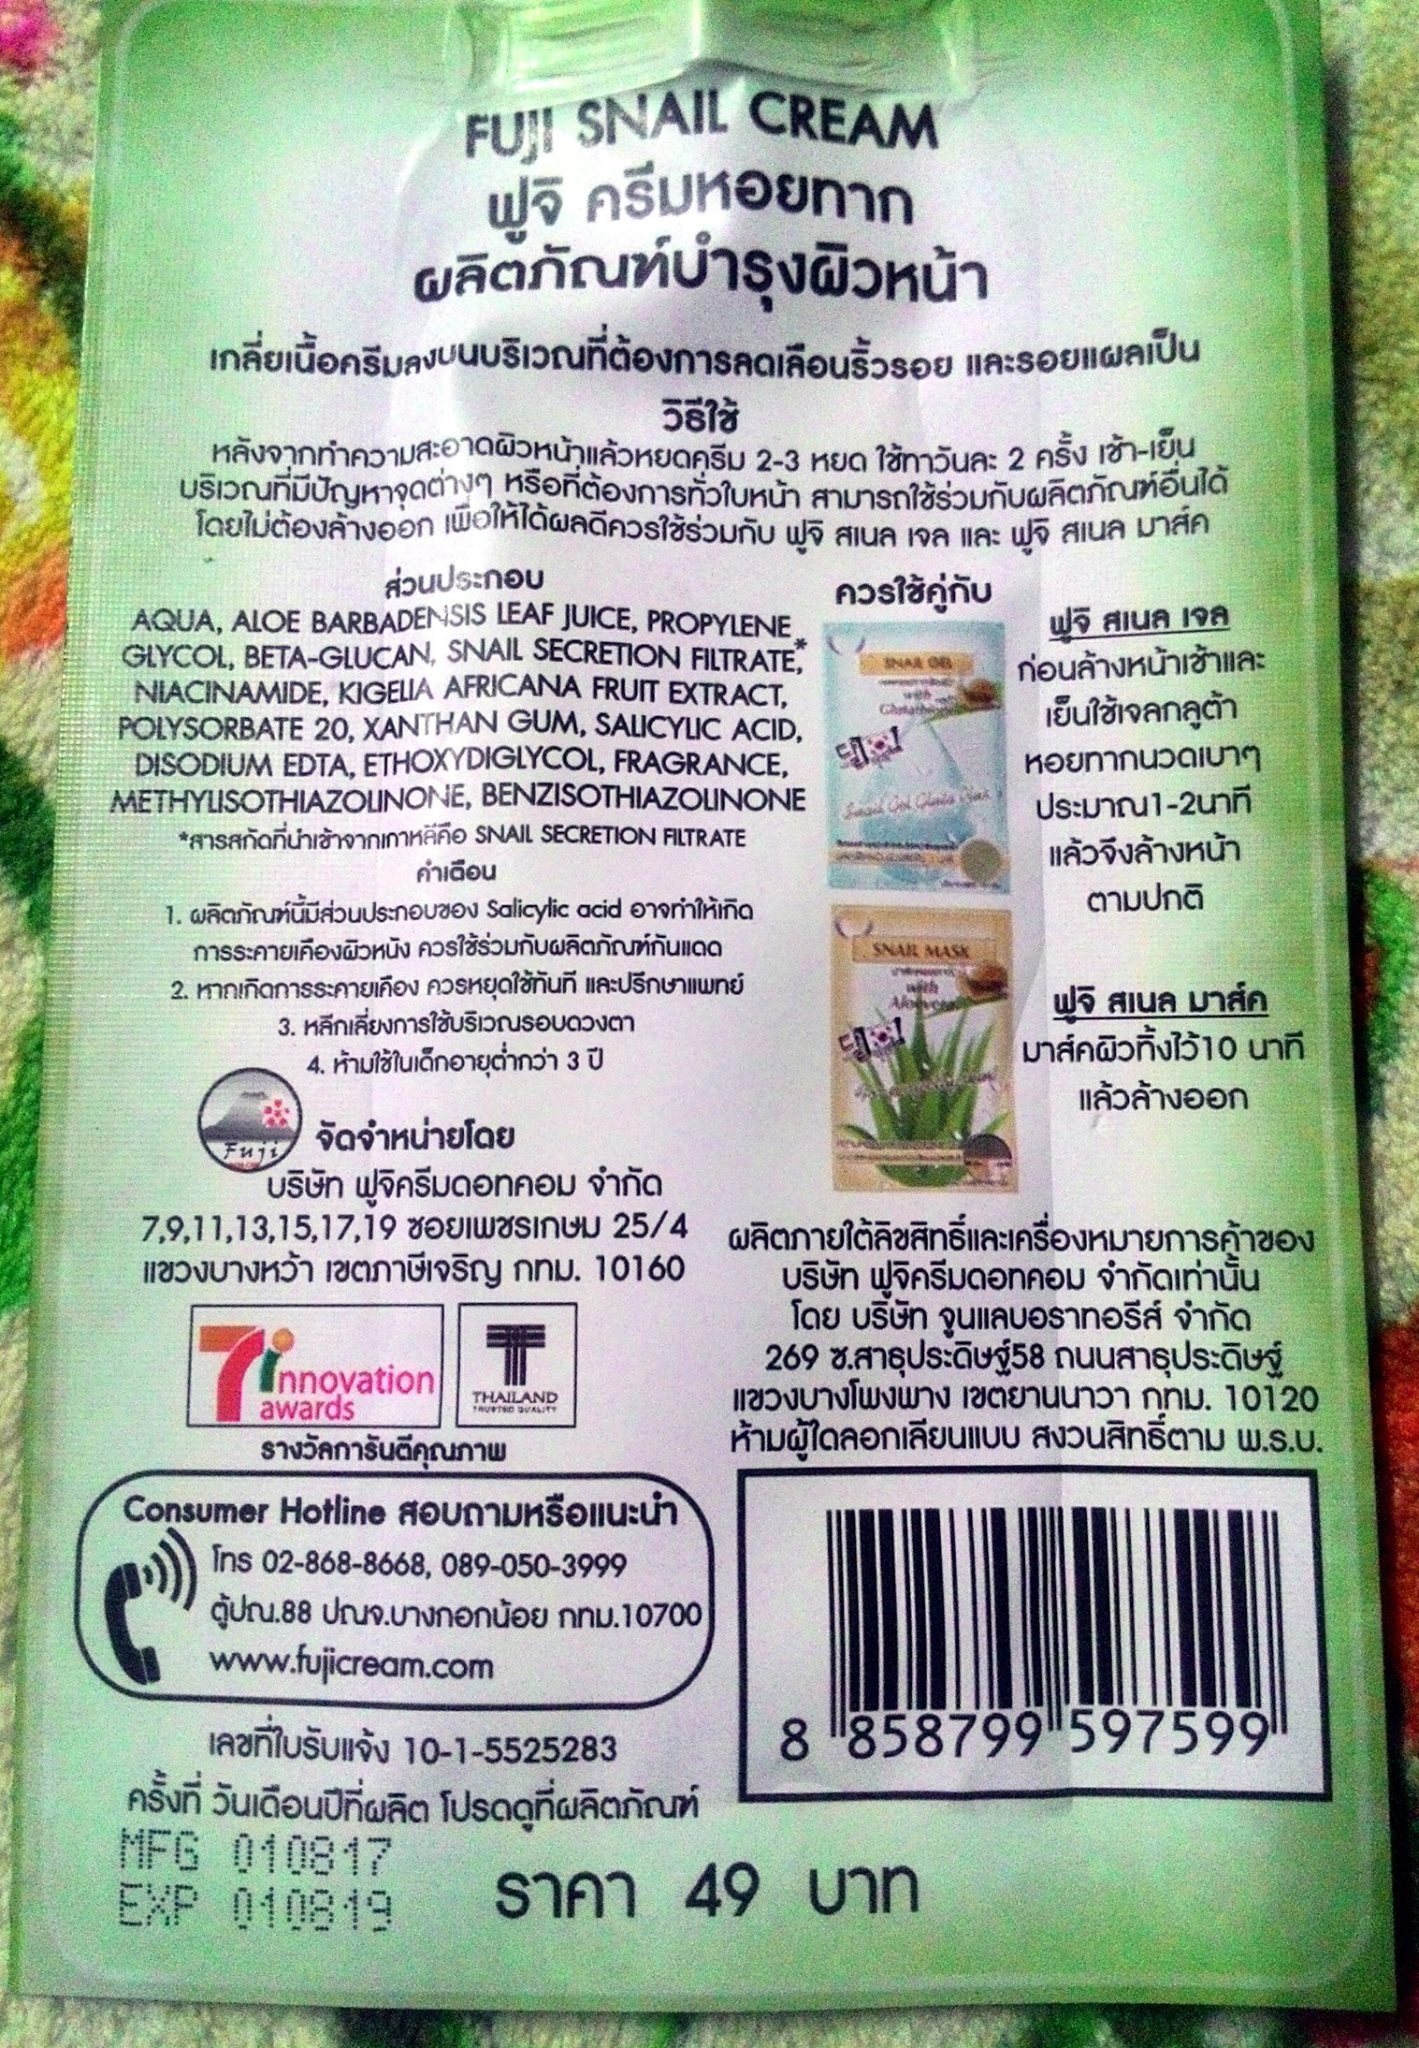 FUJI SNAIL CREAM
ฟูจิ ครีมหอยทาก
ผลิตภัณฑ์บำรุงผิวหน้า
เกลี่ยเนื้อครีมลงบนบริเวณที่ต้องการลดเลือนริ้วรอย และรอยแผลเป็น
วิธีใช้
หลังจากทำความสะอาดผิวหน้าแล้วหยดครีม 2-3 หยด ใช้ทาวันละ 2 ครั้ง เช้า-เย็น
บริเวณที่มีปัญหาจุดต่างๆ หรือที่ต้องการทั่วใบหน้า สามารถใช้ร่วมกับผลิตภัณฑ์อื่นได้
โดยไม่ต้องล้างออก เพื่อให้ได้ผลดีควรใช้ร่วมกับ ฟูจิ สเนล เจล และ ฟูจิ สเนล มาส์ค
ส่วนประกอบ
AQUA, ALOE BARBADENSIS LEAF JUICE, PROPYLENE
GLYCOL, BETA-GLUCAN, SNAIL SECRETION FILTRATE,*
NIACINAMIDE, KIGELIA AFRICANA FRUIT EXTRACT,
POLYSORBATE 20, XANTHAN GUM, SALICYLIC ACID,
DISODIUM EDTA, ETHOXYDIGLYCOL, FRAGRANCE,
METHYLISOTHIAZOLINONE, BENZISOTHIAZOLINONE
*สารสกัดที่นำเข้าจากเกาหลีคือ SNAIL SECRETION FILTRATE
คำเตือน
1. ผลิตภัณฑ์นี้มีส่วนประกอบของ Salicylic acid อาจทำให้เกิด
การระคายเคืองผิวหนัง ควรใช้ร่วมกับผลิตภัณฑ์กันแดด
2. หากเกิดการระคายเคือง ควรหยุดใช้ทันที และปรึกษาแพทย์
3. หลีกเลี่ยงการใช้บริเวณรอบดวงตา
4. ห้ามใช้ในเด็กอายุต่ำกว่า 3 ปี
ควรใช้คู่กับ
SNAIL GEL
with
ฟูจิ สเนล เจล
ก่อนล้างหน้าเช้าและ
เย็นใช้เจลกลูต้า
หอยทากนวดเบาๆ
ประมาณ1-2นาที
แล้วจึงล้างหน้า
ตามปกติ
SNAIL MASK
with
Aloevera
ฟูจิ สเนล มาส์ค
มาส์คผิวทิ้งไว้10 นาที
แล้วล้างออก
Fuji
จัดจำหน่ายโดย
บริษัท ฟูจิครีมดอทคอม จำกัด
7,9,11,13,15,17,19 ซอยเพชรเกษม 25/4
แขวงบางหว้า เขตภาษีเจริญ กทม. 10160
7 innovation
awards
THAILAND
TRUSTED QUALITY
รางวัลการันตีคุณภาพ
ผลิตภายใต้ลิขสิทธิ์และเครื่องหมายการค้าของ
บริษัท ฟูจิครีมดอทคอม จำกัดเท่านั้น
โดย บริษัท จูนแลบอราทอรีส์ จำกัด
269 ซ.สาธุประดิษฐ์58 ถนนสาธุประดิษฐ์
แขวงบางโพงพาง เขตยานนาวา กทม. 10120
ห้ามผู้ใดลอกเลียนแบบ สงวนสิทธิ์ตาม พ.ร.บ.
Consumer Hotline สอบถามหรือแนะนำ
โทร 02-868-8668, 089-050-3999
ตู้ปณ.88 ปณจ.บางกอกน้อย กทม.10700
www.fujicream.com
8 858799 597599
เลขที่ใบรับแจ้ง 10-1-5525283
ครั้งที่ วันเดือนปีที่ผลิต โปรดดูที่ผลิตภัณฑ์
MFG 010817
EXP 010819
ราคา 49 บาท